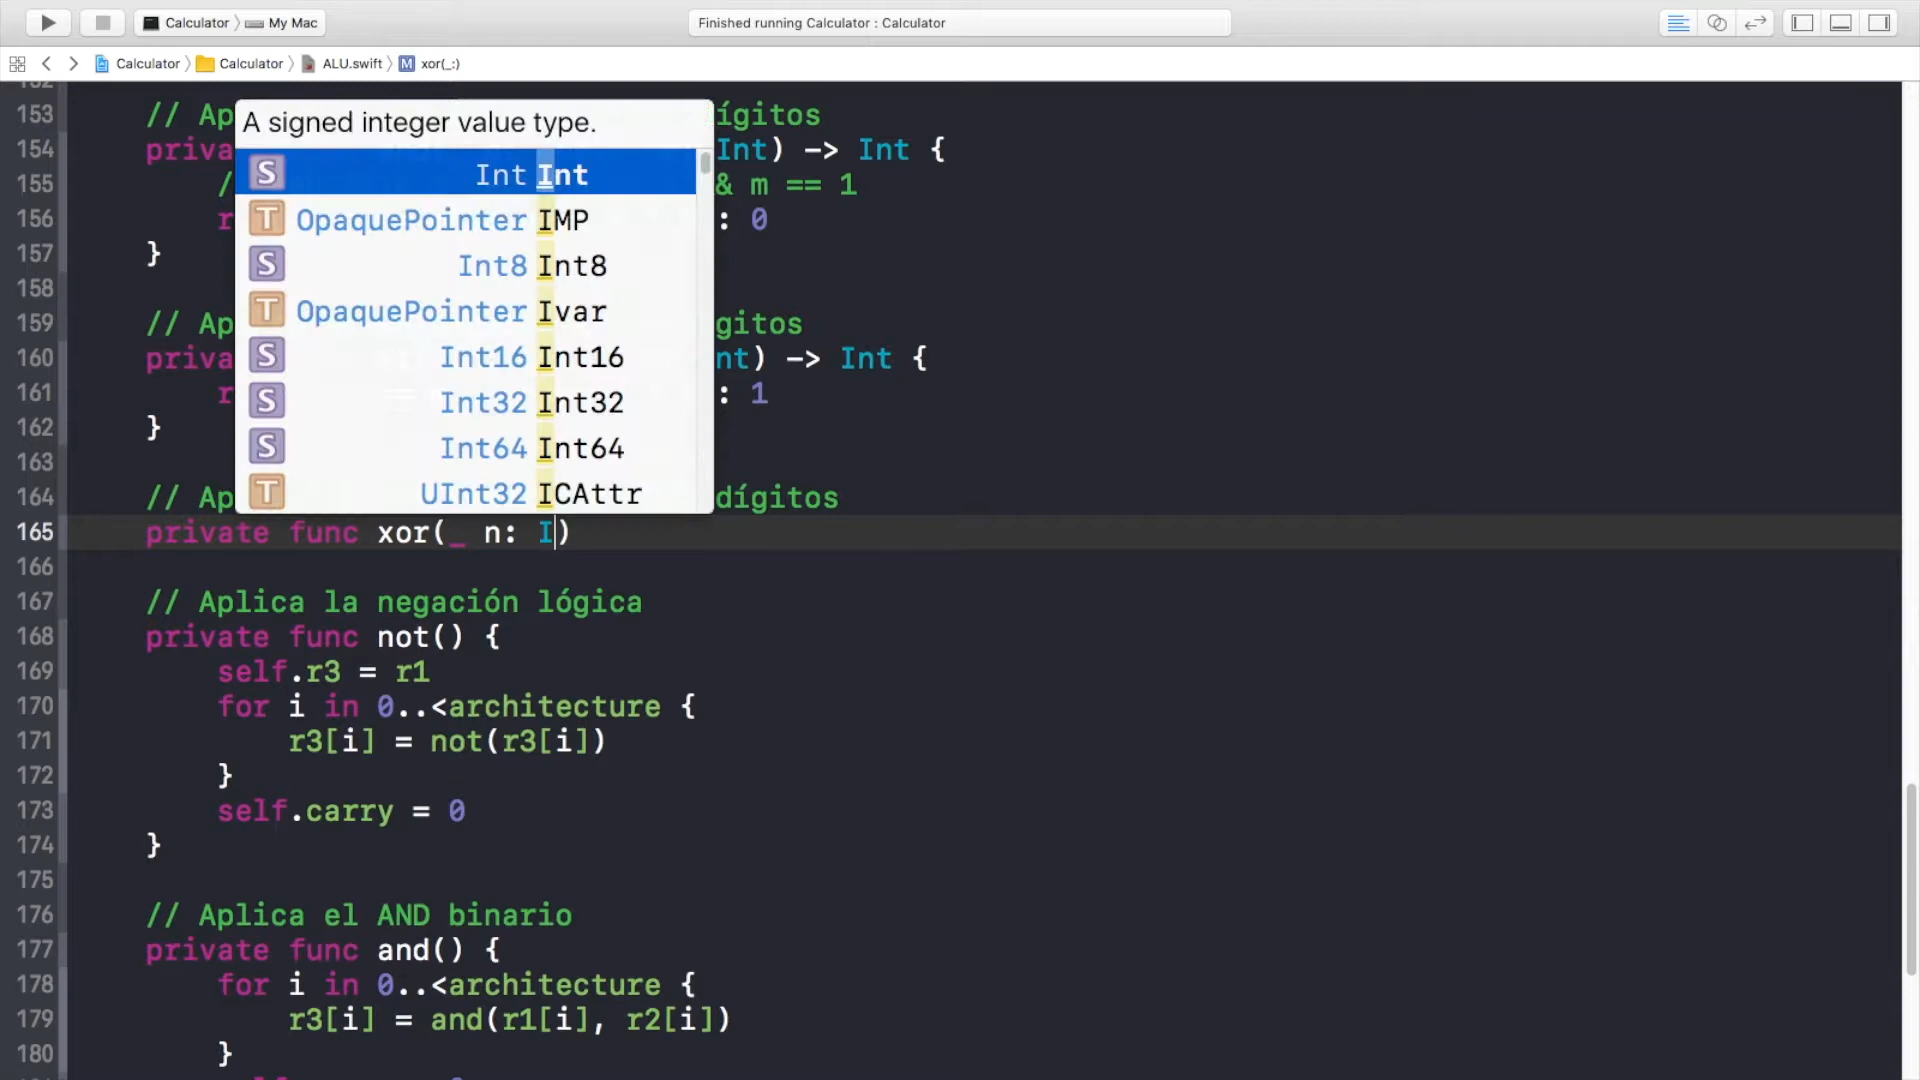 Calculator My Mac
Finished running Calculator : Calculator
Calculator Calculator ALU.swift M xor(_:)
153 // Ap ígitos
154 priva Int) -> Int {
155 / & m == 1
156 r : 0
157 }
158
159 // Ap gitos
160 priva nt) -> Int {
161 r : 1
162 }
163
164 // Ap dígitos
165 private func xor(_ n: I)
166
167 // Aplica la negación lógica
168 private func not() {
169 self.r3 = r1
170 for i in 0..<architecture {
171 r3[i] = not(r3[i])
172 }
173 self.carry = 0
174 }
175
176 // Aplica el AND binario
177 private func and() {
178 for i in 0..<architecture {
179 r3[i] = and(r1[i], r2[i])
180 }
A signed integer value type.
S Int Int
T OpaquePointer IMP
S Int8 Int8
T OpaquePointer Ivar
S Int16 Int16
S Int32 Int32
S Int64 Int64
T UInt32 ICAttr